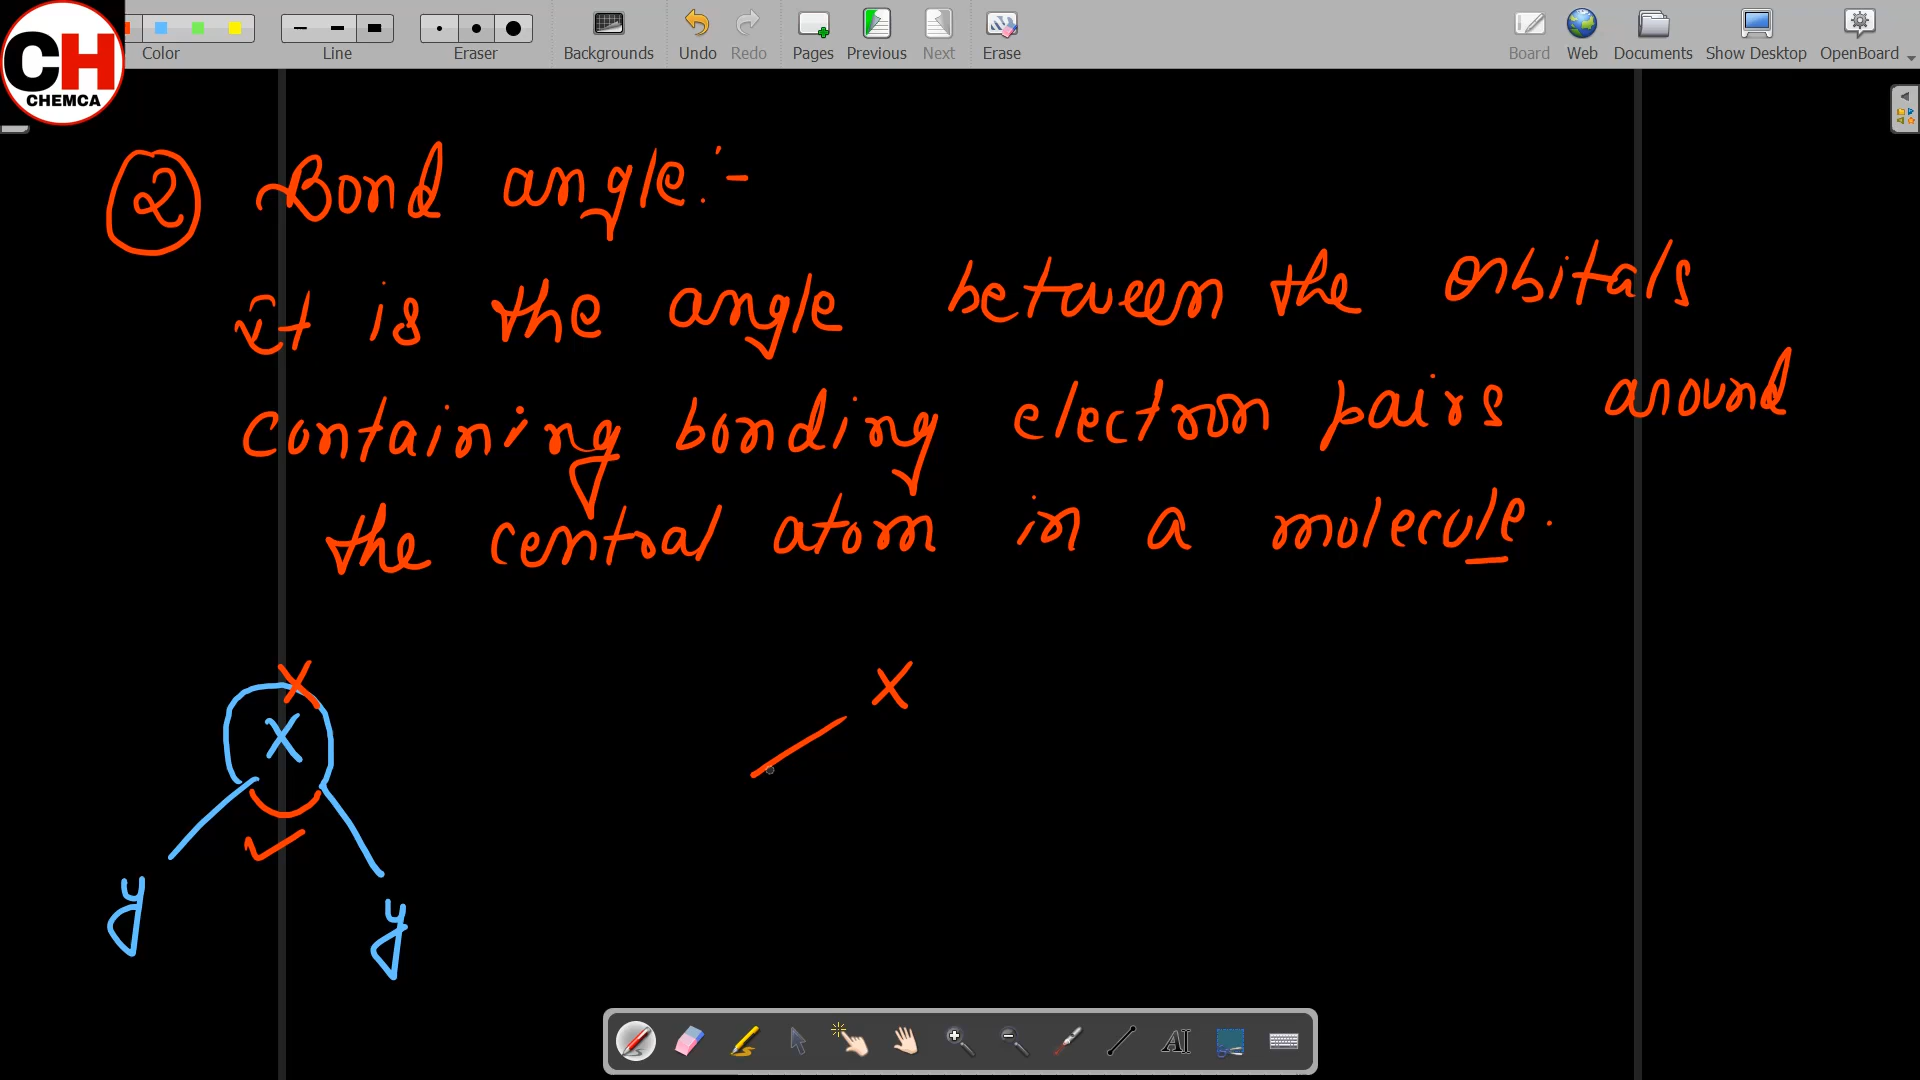 CH
CHEMCA
Color
Line
Eraser
Backgrounds
Undo
Redo
Pages
Previous
Next
Erase
Board
Web
Documents
Show Desktop
OpenBoard
2 Bond angle:-
it is the angle between the orbitals
containing bonding electron pairs around
the central atom in a molecule.
X
X
X
y
y
AI